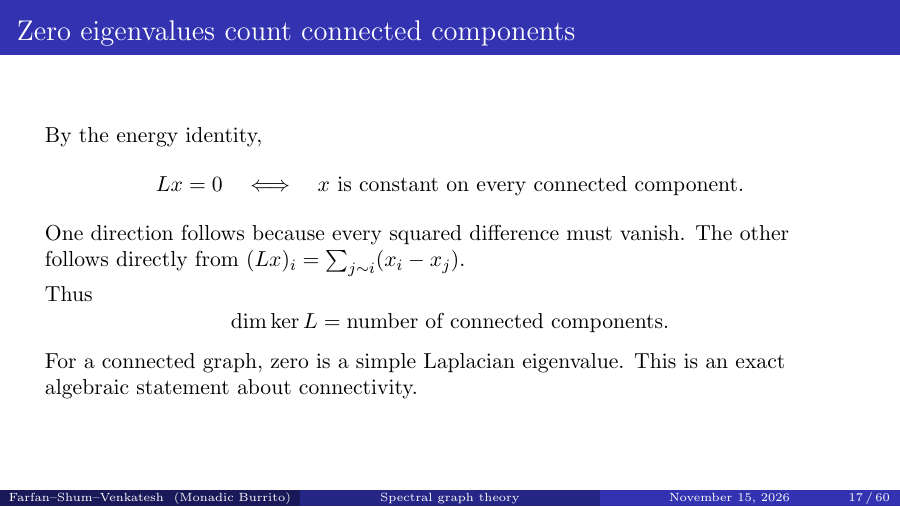 Zero eigenvalues count connected components
By the energy identity,
Lx = 0 ⟺ x is constant on every connected component.
One direction follows because every squared difference must vanish. The other
follows directly from (Lx)_i = ∑_{j∼i}(x_i − x_j).
Thus
dim ker L = number of connected components.
For a connected graph, zero is a simple Laplacian eigenvalue. This is an exact
algebraic statement about connectivity.
Farfan–Shum–Venkatesh (Monadic Burrito) Spectral graph theory November 15, 2026 17 / 60